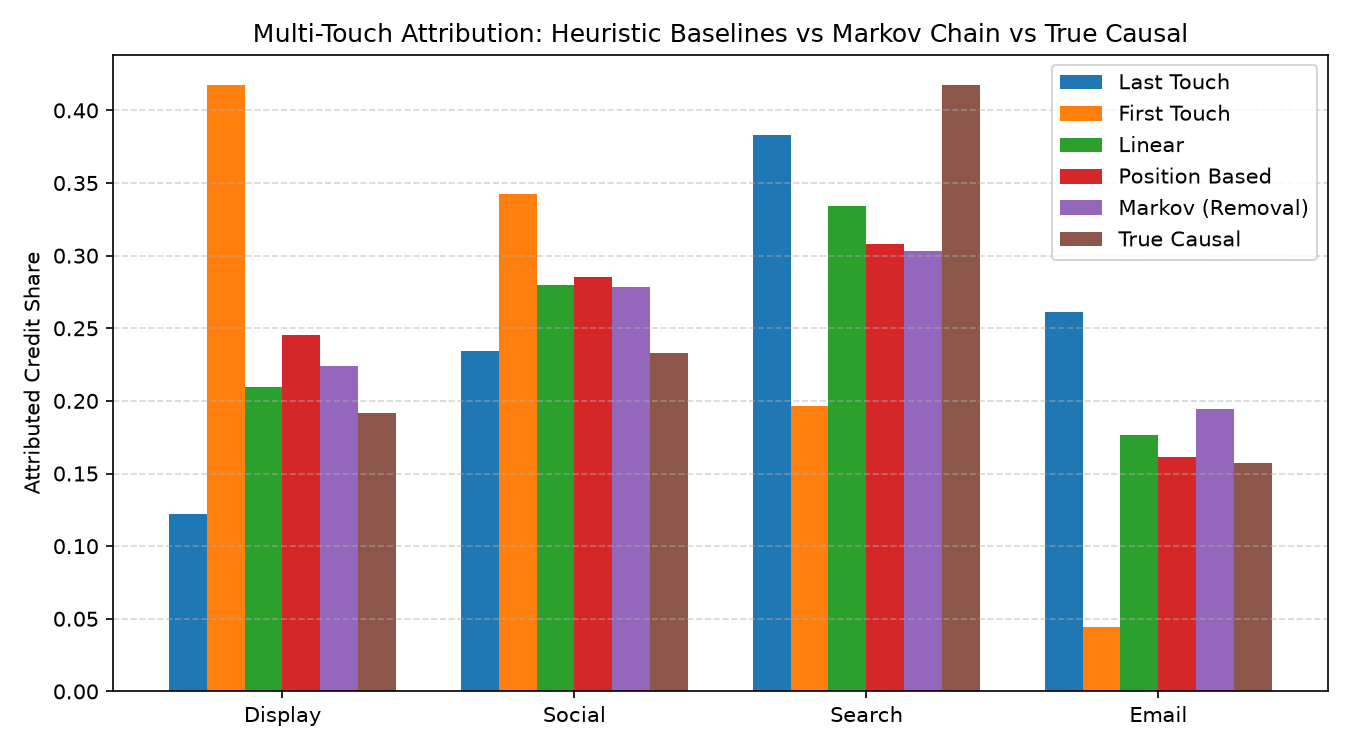 Multi-Touch Attribution: Heuristic Baselines vs Markov Chain vs True Causal
Attributed Credit Share
0.40
0.35
0.30
0.25
0.20
0.15
0.10
0.05
0.00
Last Touch
First Touch
Linear
Position Based
Markov (Removal)
True Causal
Display
Social
Search
Email